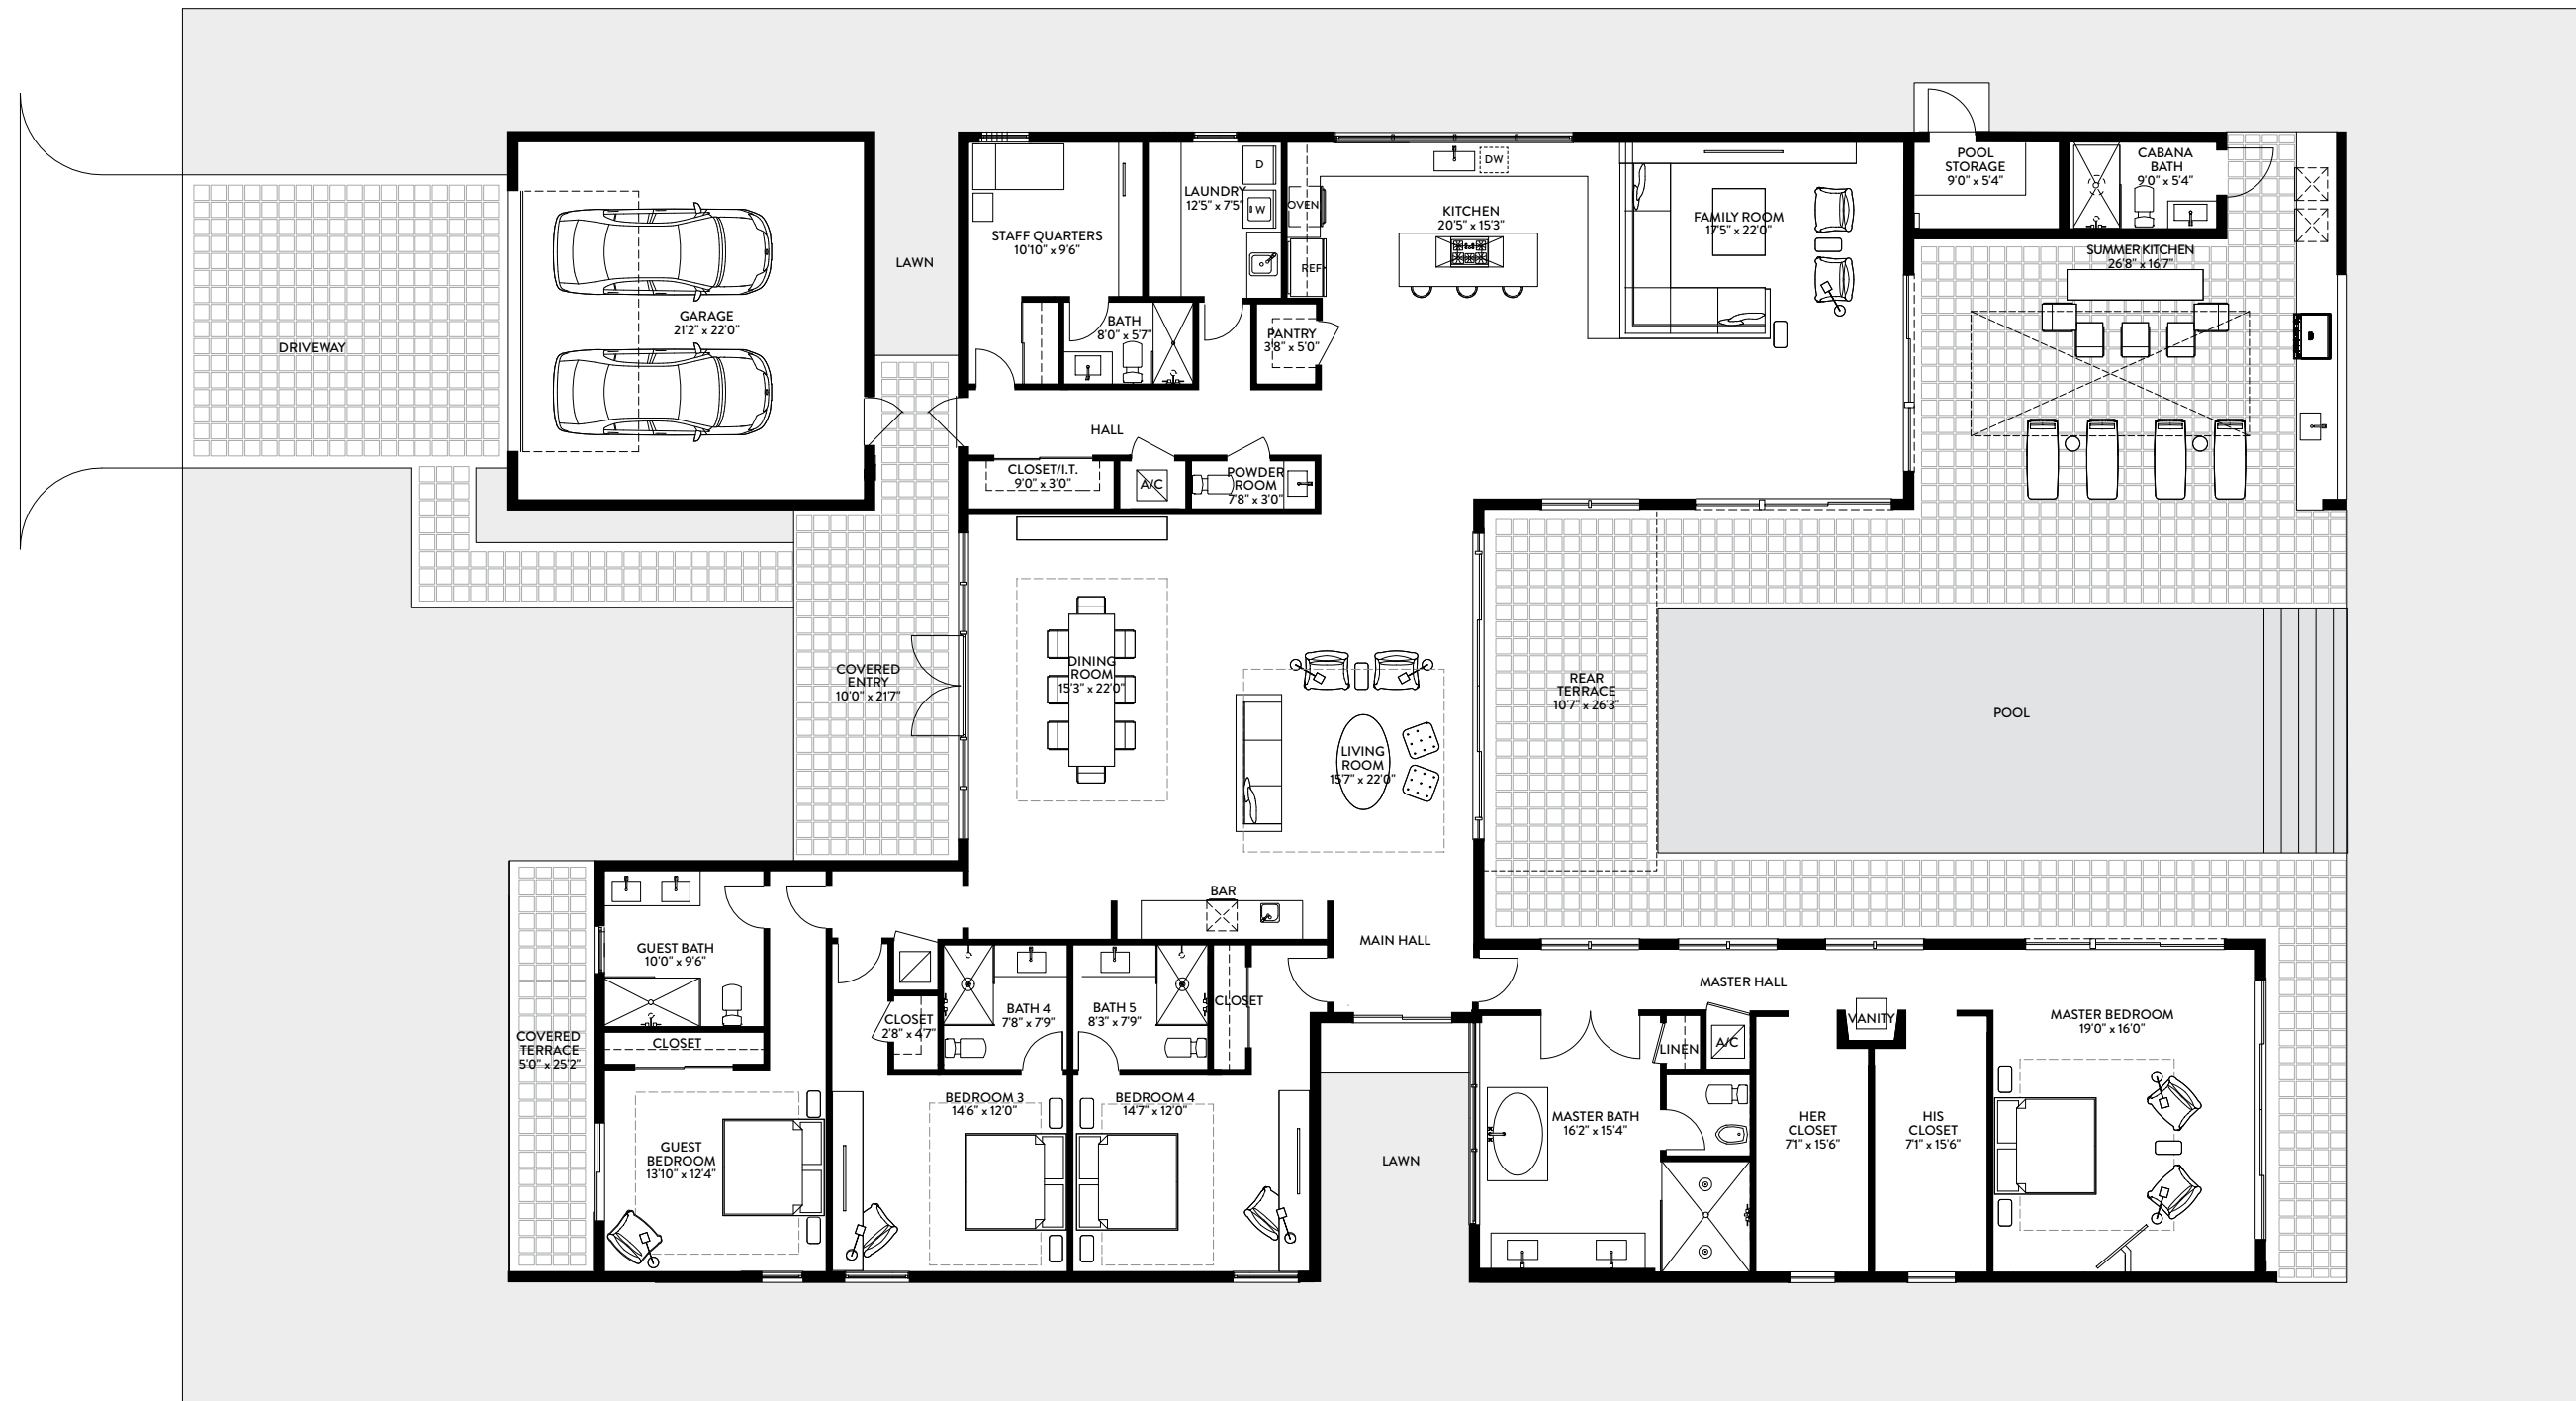 D
POOL
STORAGE
9'0" x 5'4"
CABANA
BATH
9'0" x 5'4"
DW
LAUNDRY
12'5" x 7'5"
W
OVEN
KITCHEN
20'5" x 15'3"
FAMILY ROOM
17'5" x 22'0"
STAFF QUARTERS
10'10" x 9'6"
SUMMER KITCHEN
26'8" x 16'7"
LAWN
REF
GARAGE
21'2" x 22'0"
DRIVEWAY
BATH
8'0" x 5'7"
PANTRY
3'8" x 5'0"
HALL
CLOSET/I.T.
9'0" x 3'0"
A/C
POWDER
ROOM
7'8" x 3'0"
COVERED
ENTRY
10'0" x 21'7"
DINING
ROOM
15'3" x 22'0"
REAR
TERRACE
10'7" x 26'3"
POOL
LIVING
ROOM
15'7" x 22'0"
BAR
GUEST BATH
10'0" x 9'6"
MAIN HALL
MASTER HALL
CLOSET
2'8" x 4'7"
BATH 4
7'8" x 7'9"
BATH 5
8'3" x 7'9"
CLOSET
VANITY
MASTER BEDROOM
19'0" x 16'0"
COVERED
TERRACE
5'0" x 25'2"
CLOSET
LINEN
A/C
BEDROOM 3
14'6" x 12'0"
BEDROOM 4
14'7" x 12'0"
MASTER BATH
16'2" x 15'4"
HER
CLOSET
7'1" x 15'6"
HIS
CLOSET
7'1" x 15'6"
GUEST
BEDROOM
13'10" x 12'4"
LAWN